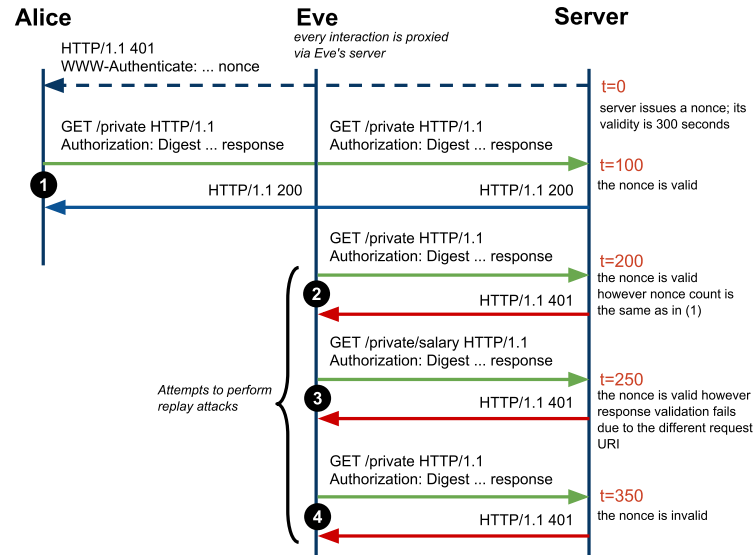 Alice
Eve
Server
every interaction is proxied
via Eve's server
HTTP/1.1 401
WWW-Authenticate: ... nonce
t=0
server issues a nonce; its
validity is 300 seconds
GET /private HTTP/1.1
Authorization: Digest ... response
GET /private HTTP/1.1
Authorization: Digest ... response
t=100
the nonce is valid
1
HTTP/1.1 200
HTTP/1.1 200
GET /private HTTP/1.1
Authorization: Digest ... response
t=200
the nonce is valid
however nonce count is
the same as in (1)
2
HTTP/1.1 401
GET /private/salary HTTP/1.1
Authorization: Digest ... response
t=250
the nonce is valid however
response validation fails
due to the different request
URI
Attempts to perform
replay attacks
3
HTTP/1.1 401
GET /private HTTP/1.1
Authorization: Digest ... response
t=350
the nonce is invalid
4
HTTP/1.1 401